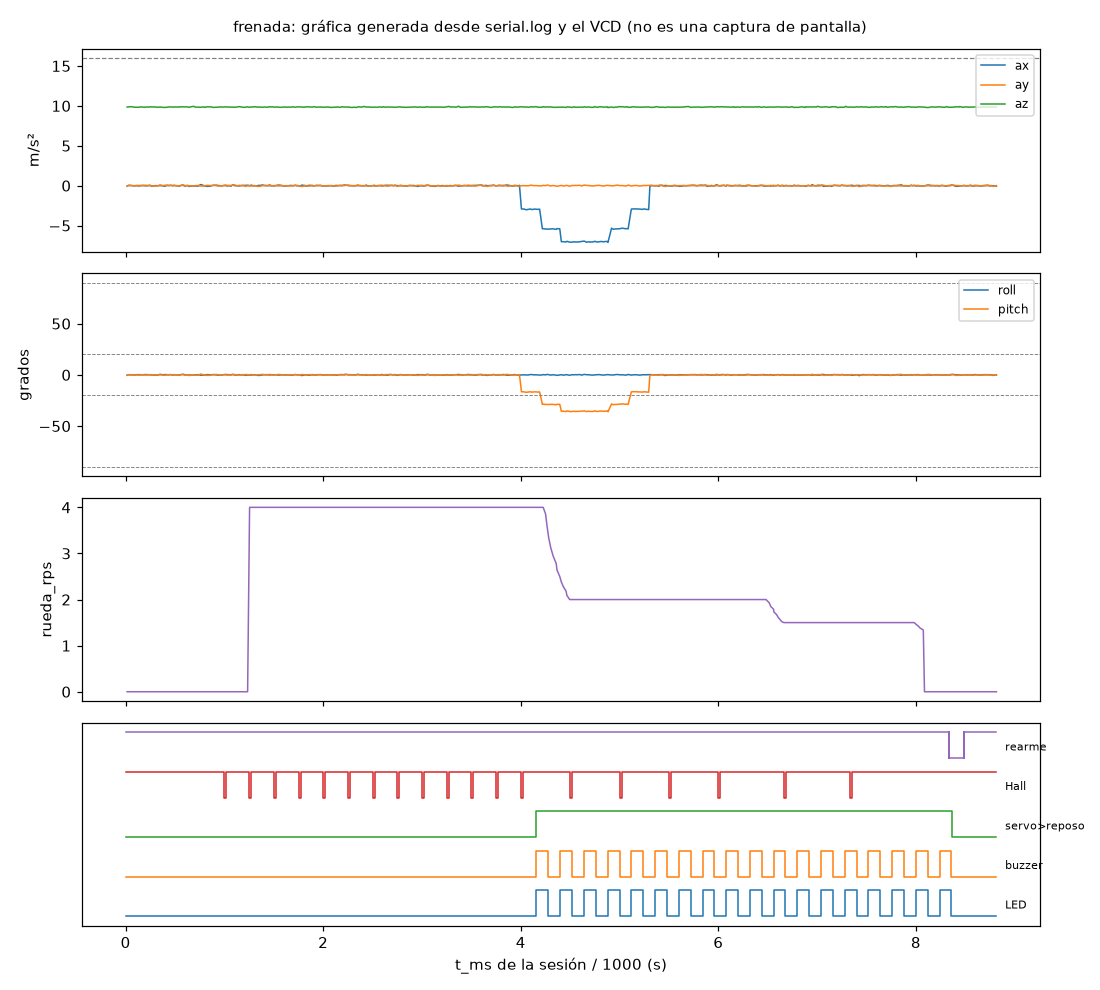 frenada: gráfica generada desde serial.log y el VCD (no es una captura de pantalla)
15
10
5
0
−5
m/s²
ax
ay
az
50
0
−50
grados
roll
pitch
4
3
2
1
0
rueda_rps
rearme
Hall
servo>reposo
buzzer
LED
0
2
4
6
8
t_ms de la sesión / 1000 (s)